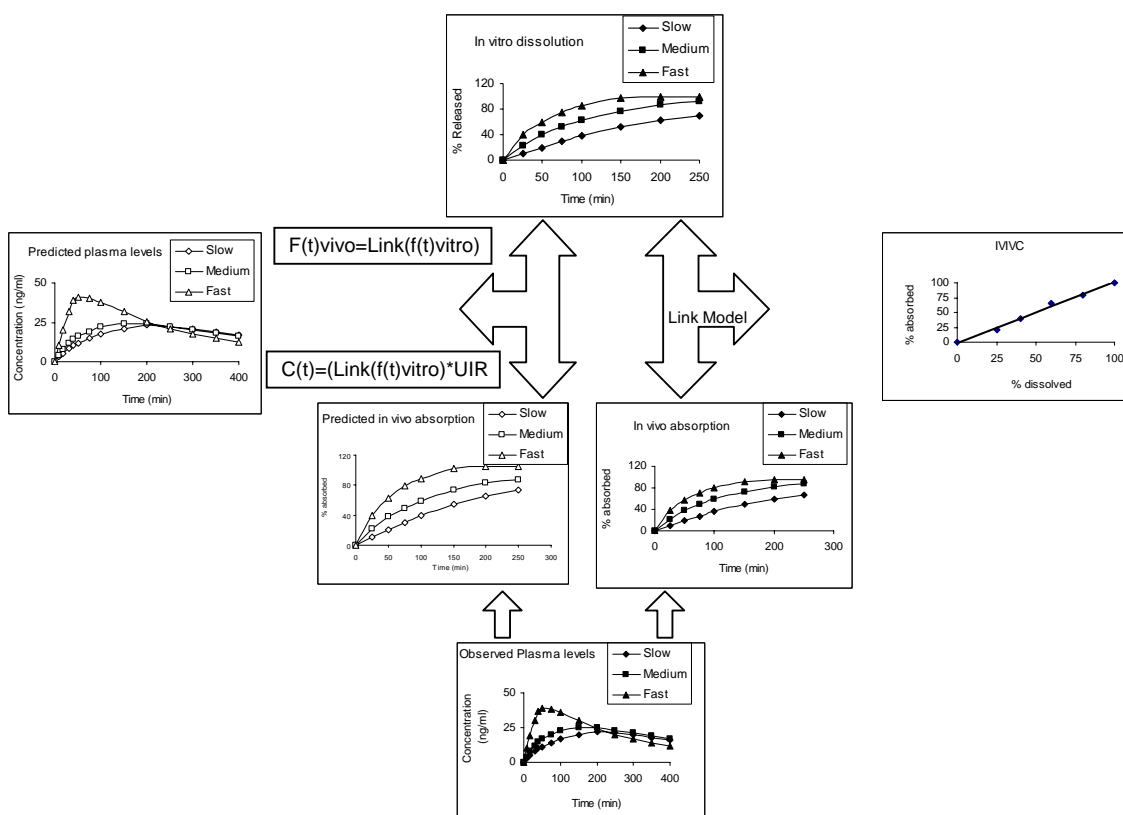 In vitro dissolution
Slow
Medium
Fast
% Released
120
80
40
0
0 50 100 150 200 250
Time (min)
F(t)vivo=Link(f(t)vitro)
Predicted plasma levels
Slow
Medium
Fast
Concentration (ng/ml)
50
25
0
0 100 200 300 400
Time (min)
Link Model
IVIVC
% absorbed
100
75
50
25
0
0 25 50 75 100
% dissolved
C(t)=(Link(f(t)vitro)*UIR
Predicted in vivo absorption
Slow
Medium
Fast
% absorbed
120
80
40
0
0 50 100 150 200 250 300
Time (min)
In vivo absorption
Slow
Medium
Fast
% absorbed
120
80
40
0
0 100 200 300
Time (min)
Observed Plasma levels
Slow
Medium
Fast
Concentration
(ng/ml)
50
25
0
0 100 200 300 400
Time (min)